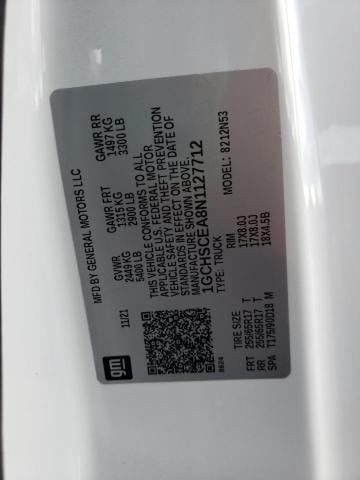 MFD BY GENERAL MOTORS LLC
GVWR GAWR FRT GAWR RR
2449 KG 1315 KG 1497 KG
5400 LB 2900 LB 3300 LB
THIS VEHICLE CONFORMS TO ALL
APPLICABLE U.S. FEDERAL MOTOR
VEHICLE SAFETY AND THEFT PREVENTION
STANDARDS IN EFFECT ON THE DATE OF
MANUFACTURE SHOWN ABOVE.
1GCHSCEA8N1127712
TYPE: TRUCK MODEL: 8212N53
gm
11/21
8624
TIRE SIZE RIM
FRT 255/65R17 T 17X8.0J
RR 255/65R17 T 17X8.0J
SPA T175/90D18 M 18X4.5B